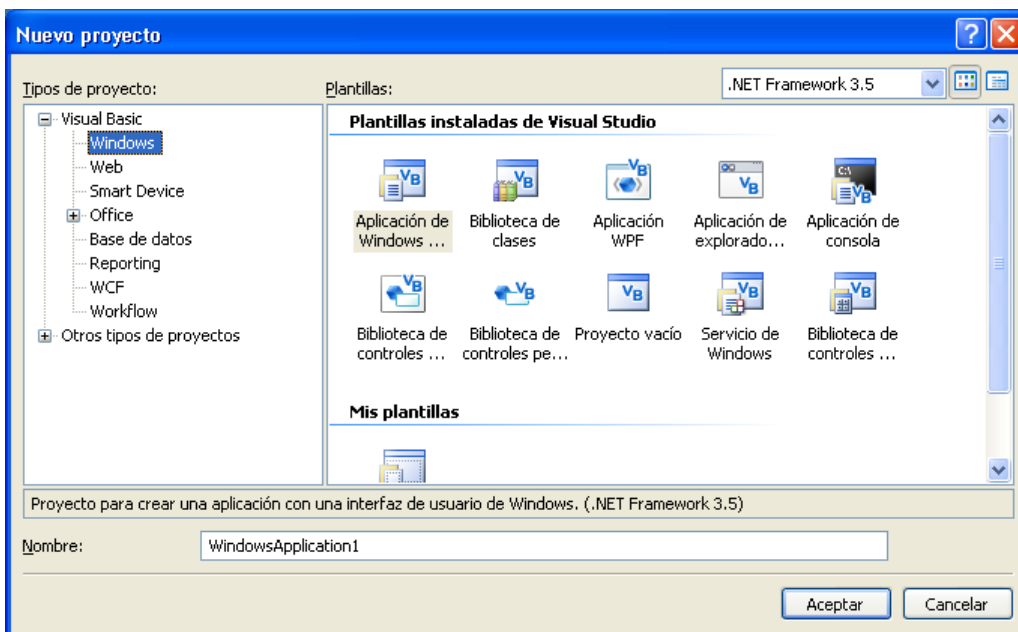 Nuevo proyecto
Tipos de proyecto:
Plantillas:
.NET Framework 3.5
Visual Basic
Windows
Web
Smart Device
Office
Base de datos
Reporting
WCF
Workflow
Otros tipos de proyectos
Plantillas instaladas de Visual Studio
Aplicación de Windows ...
Biblioteca de clases
Aplicación WPF
Aplicación de explorado...
Aplicación de consola
Biblioteca de controles ...
Biblioteca de controles pe...
Proyecto vacío
Servicio de Windows
Biblioteca de controles ...
Mis plantillas
Proyecto para crear una aplicación con una interfaz de usuario de Windows. (.NET Framework 3.5)
Nombre:
WindowsApplication1
Aceptar
Cancelar